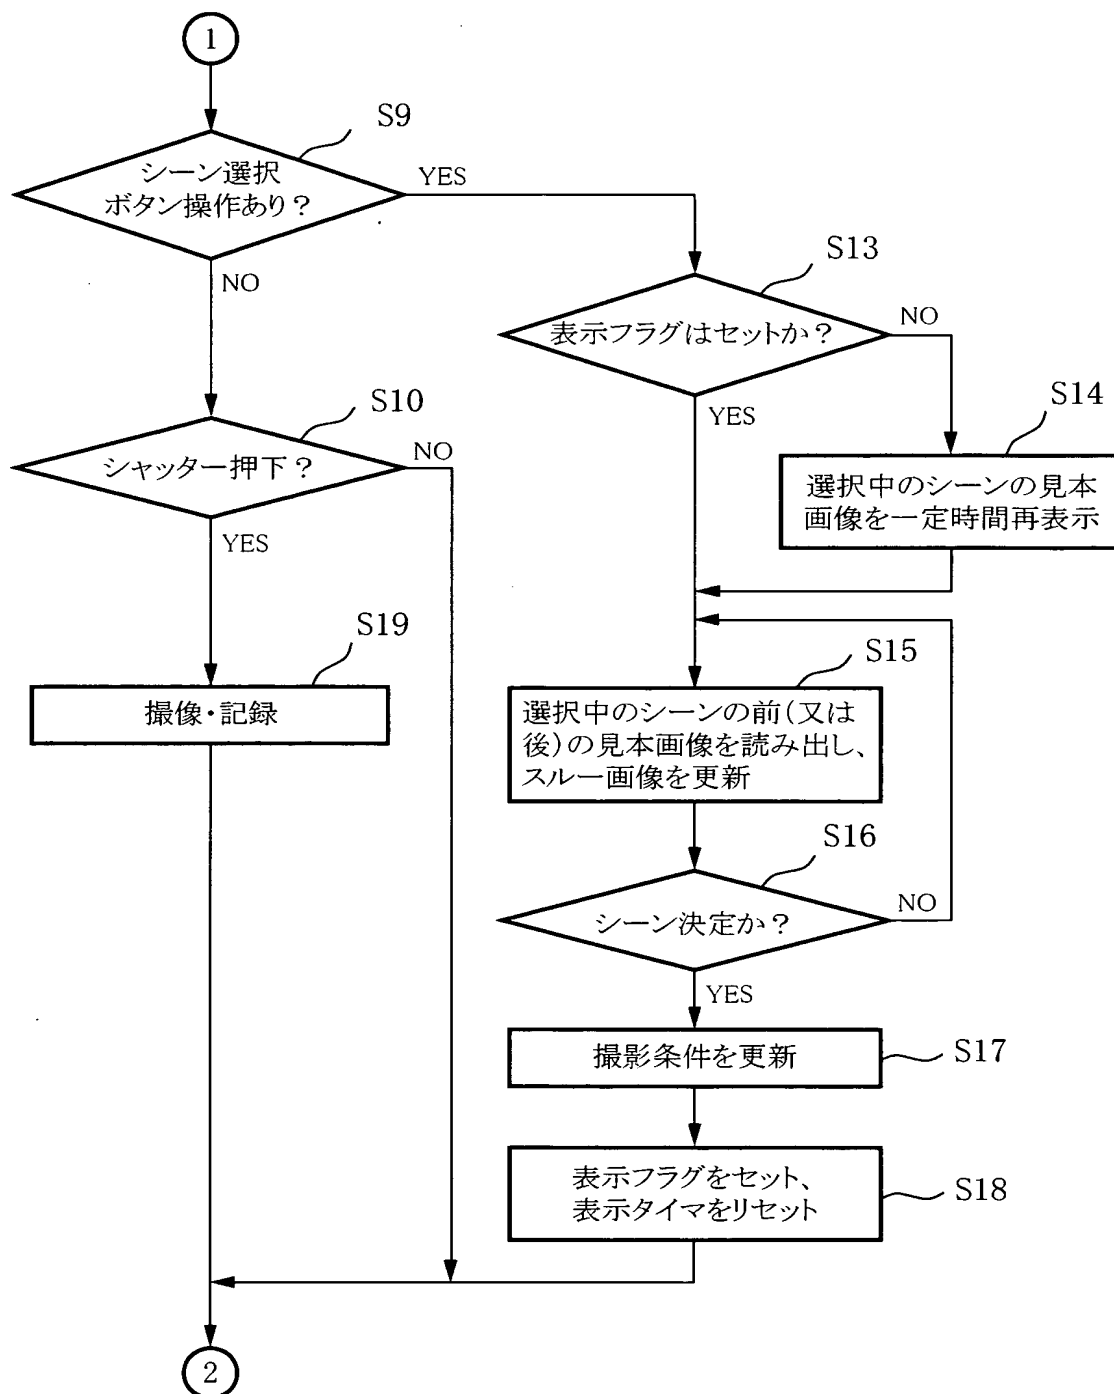 1
S9
シーン選択
ボタン操作あり?
YES
NO
S13
表示フラグはセットか?
NO
YES
S10
シャッター押下?
NO
YES
S14
選択中のシーンの見本
画像を一定時間再表示
S19
撮像・記録
S15
選択中のシーンの前(又は
後)の見本画像を読み出し、
スルー画像を更新
S16
シーン決定か?
NO
YES
撮影条件を更新
S17
表示フラグをセット、
表示タイマをリセット
S18
2